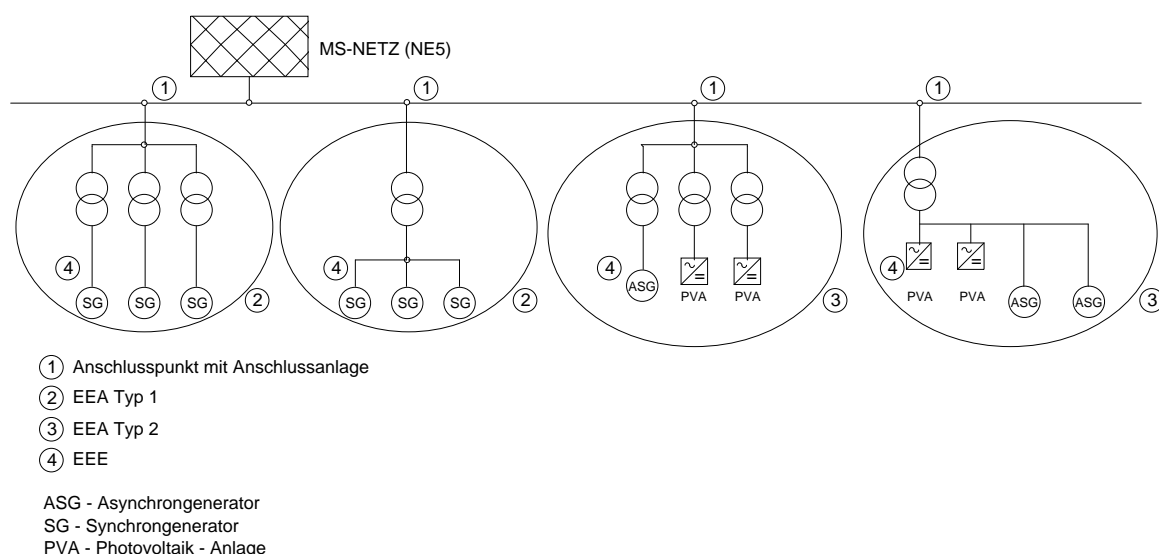 MS-NETZ (NE5)
1 1 1 1
4 SG SG SG 2
4 SG SG SG 2
4 ASG PVA PVA 3
4 PVA PVA ASG ASG 3
1 Anschlusspunkt mit Anschlussanlage
2 EEA Typ 1
3 EEA Typ 2
4 EEE
ASG - Asynchrongenerator
SG - Synchrongenerator
PVA - Photovoltaik - Anlage